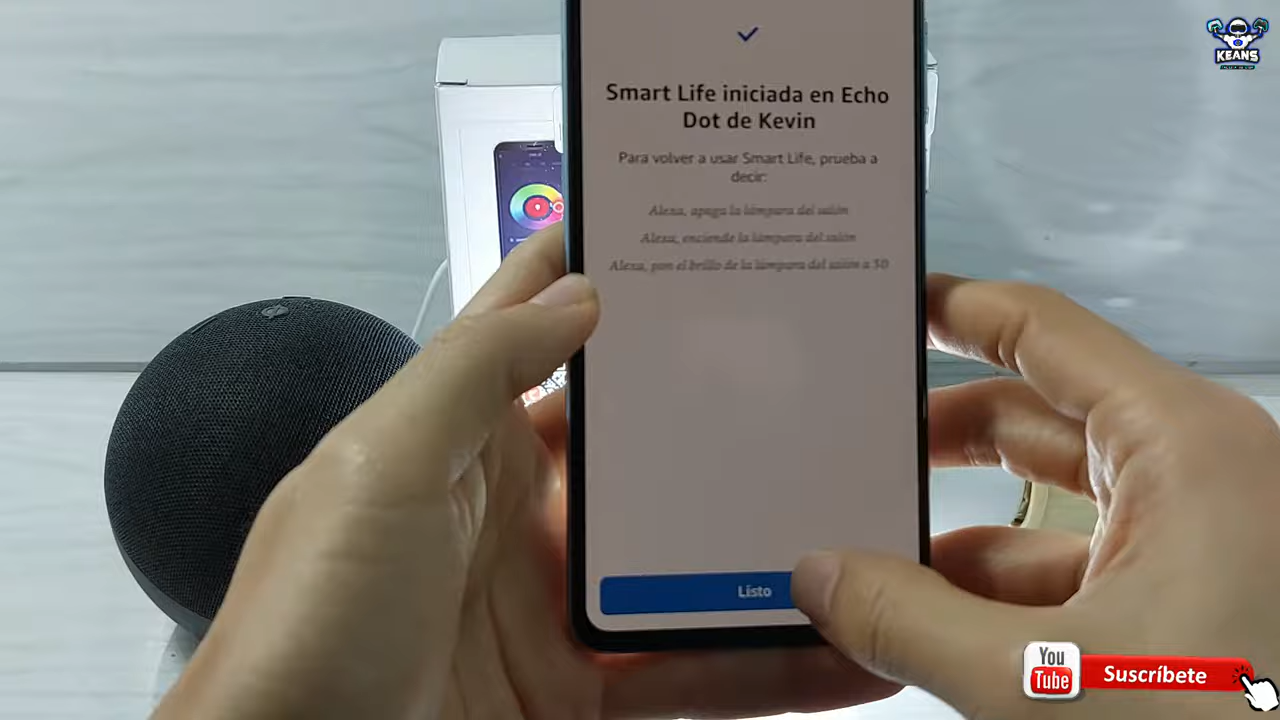 KEANS
Smart Life iniciada en Echo
Dot de Kevin
Para volver a usar Smart Life, prueba a
decir:
Alexa, apaga la lámpara del salón
Alexa, enciende la lámpara del salón
Alexa, pon el brillo de la lámpara del salón a 50
Listo
You
Tube
Suscríbete